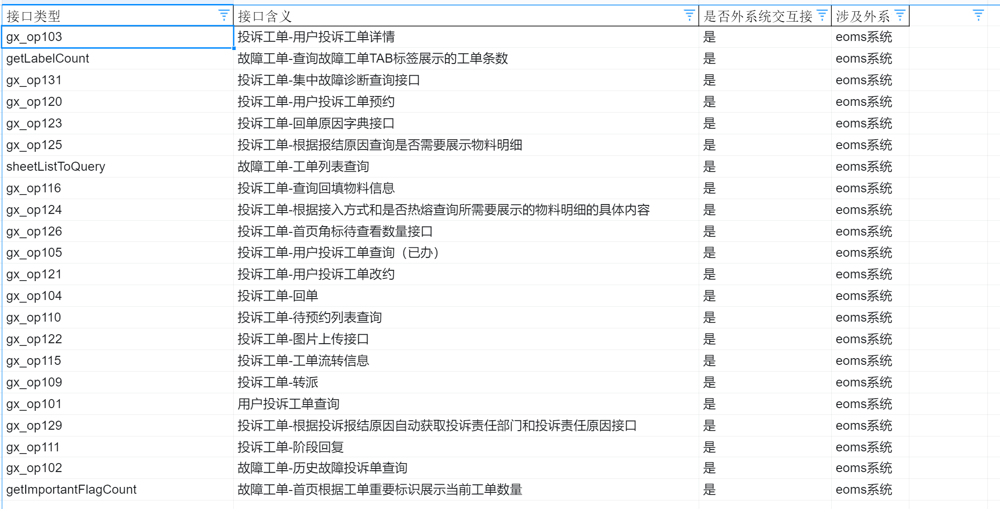 接口类型 接口含义 是否外系统交互接 涉及外系
gx_op103 投诉工单-用户投诉工单详情 是 eoms系统
getLabelCount 故障工单-查询故障工单TAB标签展示的工单条数 是 eoms系统
gx_op131 投诉工单-集中故障诊断查询接口 是 eoms系统
gx_op120 投诉工单-用户投诉工单预约 是 eoms系统
gx_op123 投诉工单-回单原因字典接口 是 eoms系统
gx_op125 投诉工单-根据报结原因查询是否需要展示物料明细 是 eoms系统
sheetListToQuery 故障工单-工单列表查询 是 eoms系统
gx_op116 投诉工单-查询回填物料信息 是 eoms系统
gx_op124 投诉工单-根据接入方式和是否热熔查询所需要展示的物料明细的具体内容 是 eoms系统
gx_op126 投诉工单-首页角标待查看数量接口 是 eoms系统
gx_op105 投诉工单-用户投诉工单查询（已办） 是 eoms系统
gx_op121 投诉工单-用户投诉工单改约 是 eoms系统
gx_op104 投诉工单-回单 是 eoms系统
gx_op110 投诉工单-待预约列表查询 是 eoms系统
gx_op122 投诉工单-图片上传接口 是 eoms系统
gx_op115 投诉工单-工单流转信息 是 eoms系统
gx_op109 投诉工单-转派 是 eoms系统
gx_op101 用户投诉工单查询 是 eoms系统
gx_op129 投诉工单-根据投诉报结原因自动获取投诉责任部门和投诉责任原因接口 是 eoms系统
gx_op111 投诉工单-阶段回复 是 eoms系统
gx_op102 故障工单-历史故障投诉单查询 是 eoms系统
getImportantFlagCount 故障工单-首页根据工单重要标识展示当前工单数量 是 eoms系统